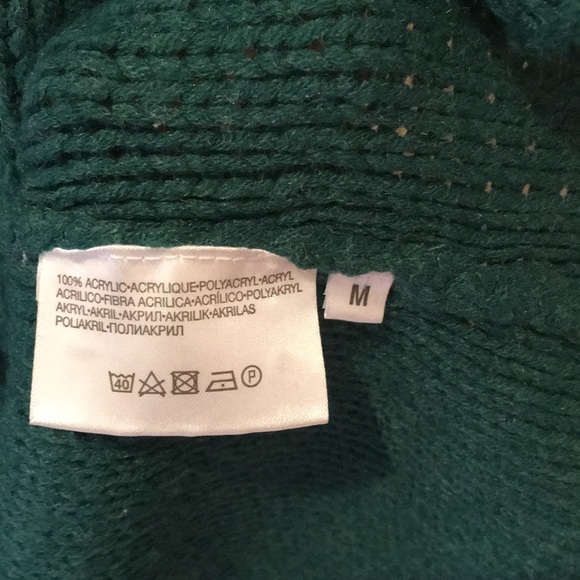 100% ACRYLIC•ACRYLIQUE•POLYACRYL•ACRYL
ACRILICO•FIBRA ACRILICA•ACRÍLICO•POLYAKRYL
AKRYL•AKRIL•АКРИЛ•AKRILIK•AKRILAS
POLIAKRIL•ПОЛИАКРИЛ
M
40 P